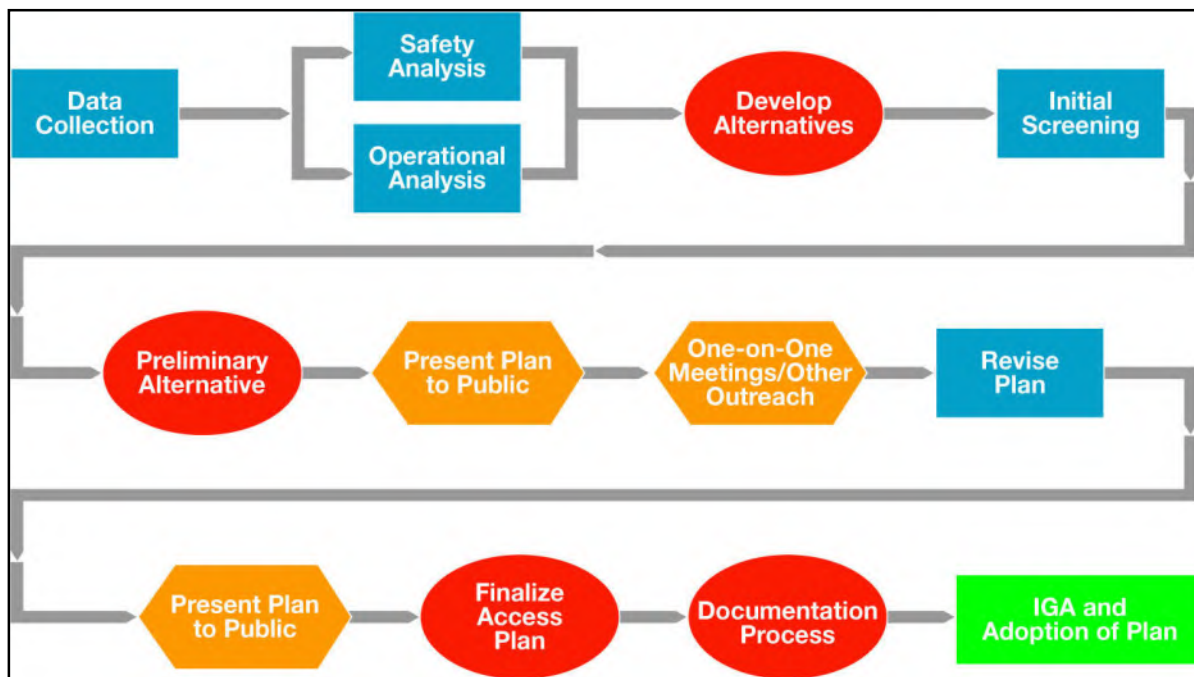 Data
Collection
Safety
Analysis
Operational
Analysis
Develop
Alternatives
Initial
Screening
Preliminary
Alternative
Present Plan
to Public
One-on-One
Meetings/Other
Outreach
Revise
Plan
Present Plan
to Public
Finalize
Access
Plan
Documentation
Process
IGA and
Adoption of Plan